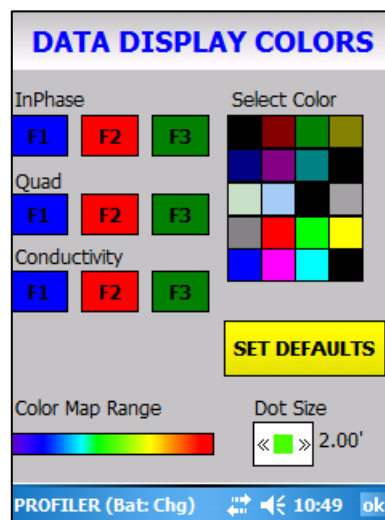 DATA DISPLAY COLORS
InPhase
Select Color
F1 F2 F3
Quad
F1 F2 F3
Conductivity
F1 F2 F3
SET DEFAULTS
Color Map Range
Dot Size
« » 2.00'
PROFILER (Bat: Chg) 10:49 ok